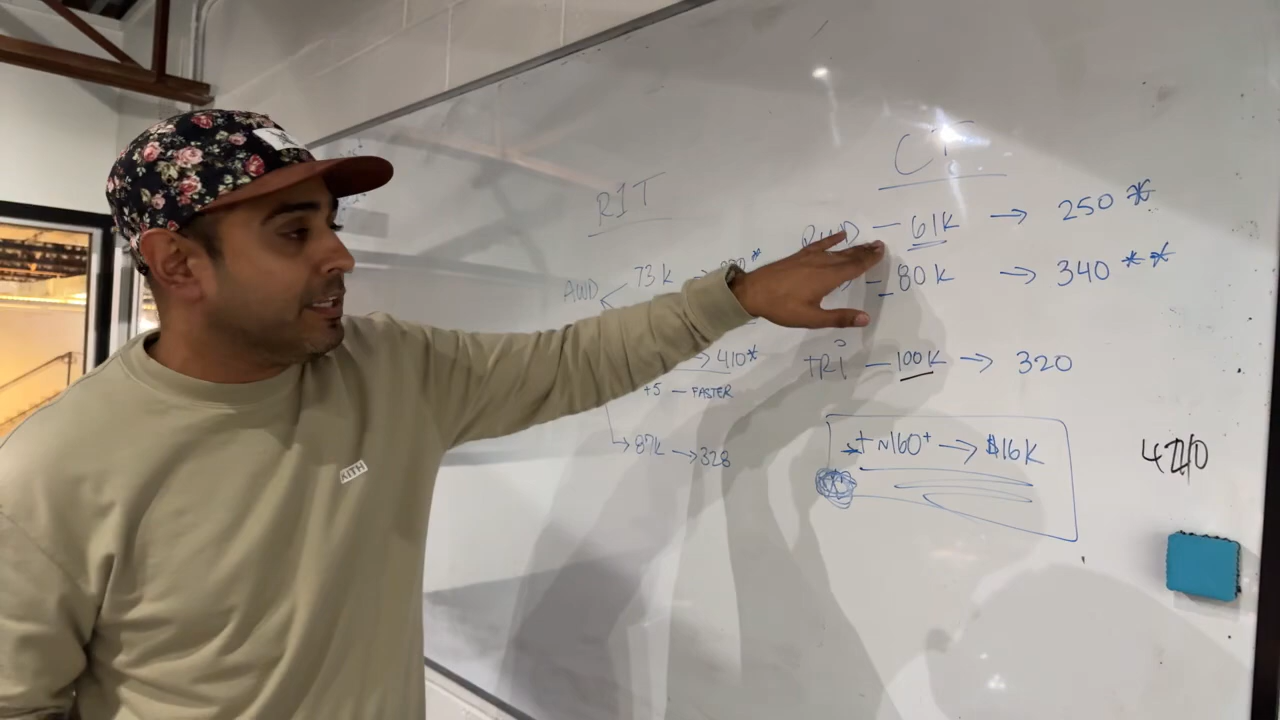 R1T
AWD
73k
→ 410*
+5 — FASTER
→ 87k → 328
CT
RWD — 61k → 250 *
— 80k → 340 **
TRi — 100k → 320
+ ~160+ → $16k
KITH